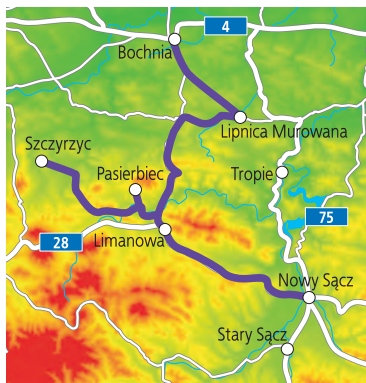 4
Bochnia
Lipnica Murowana
Szczyrzyc
Pasierbiec
Tropie
75
28
Limanowa
Nowy Sącz
Stary Sącz